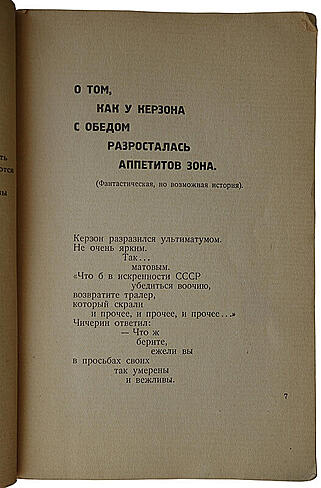 О ТОМ,
КАК У КЕРЗОНА
С ОБЕДОМ
РАЗРОСТАЛАСЬ
АППЕТИТОВ ЗОНА.
(Фантастическая, но возможная история).
Керзон разразился ультиматумом.
Не очень ярким.
Так...
матовым.
«Что б в искренности СССР
убедиться воочию,
возвратите тралер,
который скрали
и прочее, и прочее, и прочее...»
Чичерин ответил:
— Что ж
берите,
ежели вы
в просьбах своих
так умерены
и вежливы.
7